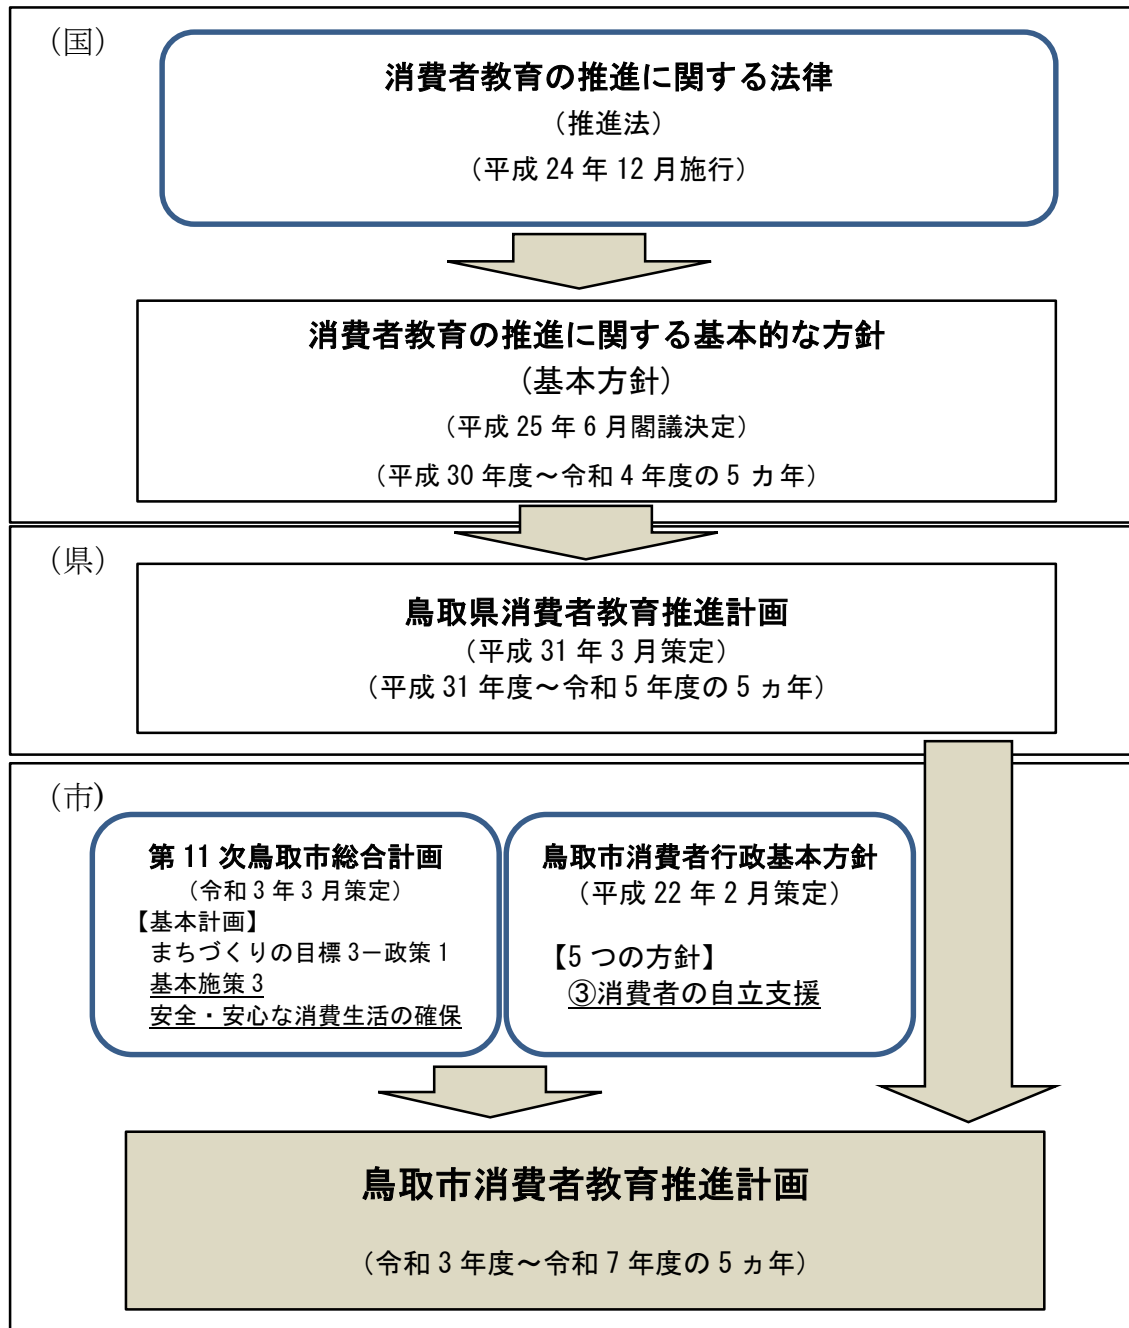 （国）
消費者教育の推進に関する法律
（推進法）
（平成 24 年 12 月施行）
消費者教育の推進に関する基本的な方針
（基本方針）
（平成 25 年 6 月閣議決定）
（平成 30 年度～令和 4 年度の 5 カ年）
（県）
鳥取県消費者教育推進計画
（平成 31 年 3 月策定）
（平成 31 年度～令和 5 年度の 5 ヵ年）
（市）
第 11 次鳥取市総合計画
（令和 3 年 3 月策定）
【基本計画】
まちづくりの目標 3－政策 1
基本施策 3
安全・安心な消費生活の確保
鳥取市消費者行政基本方針
（平成 22 年 2 月策定）
【5 つの方針】
③消費者の自立支援
鳥取市消費者教育推進計画
（令和 3 年度～令和 7 年度の 5 ヵ年）